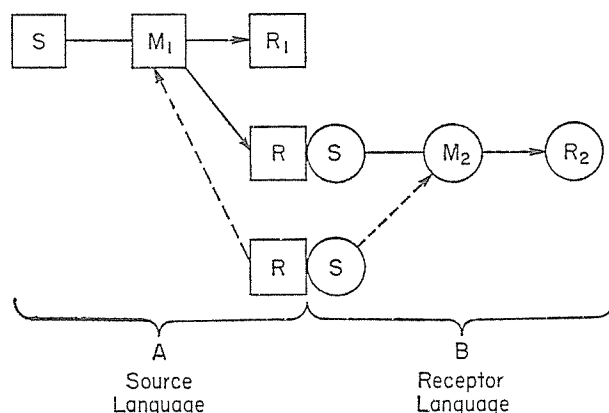 S M₁ R₁
R S M₂ R₂
R S
A B
Source Receptor
Language Language